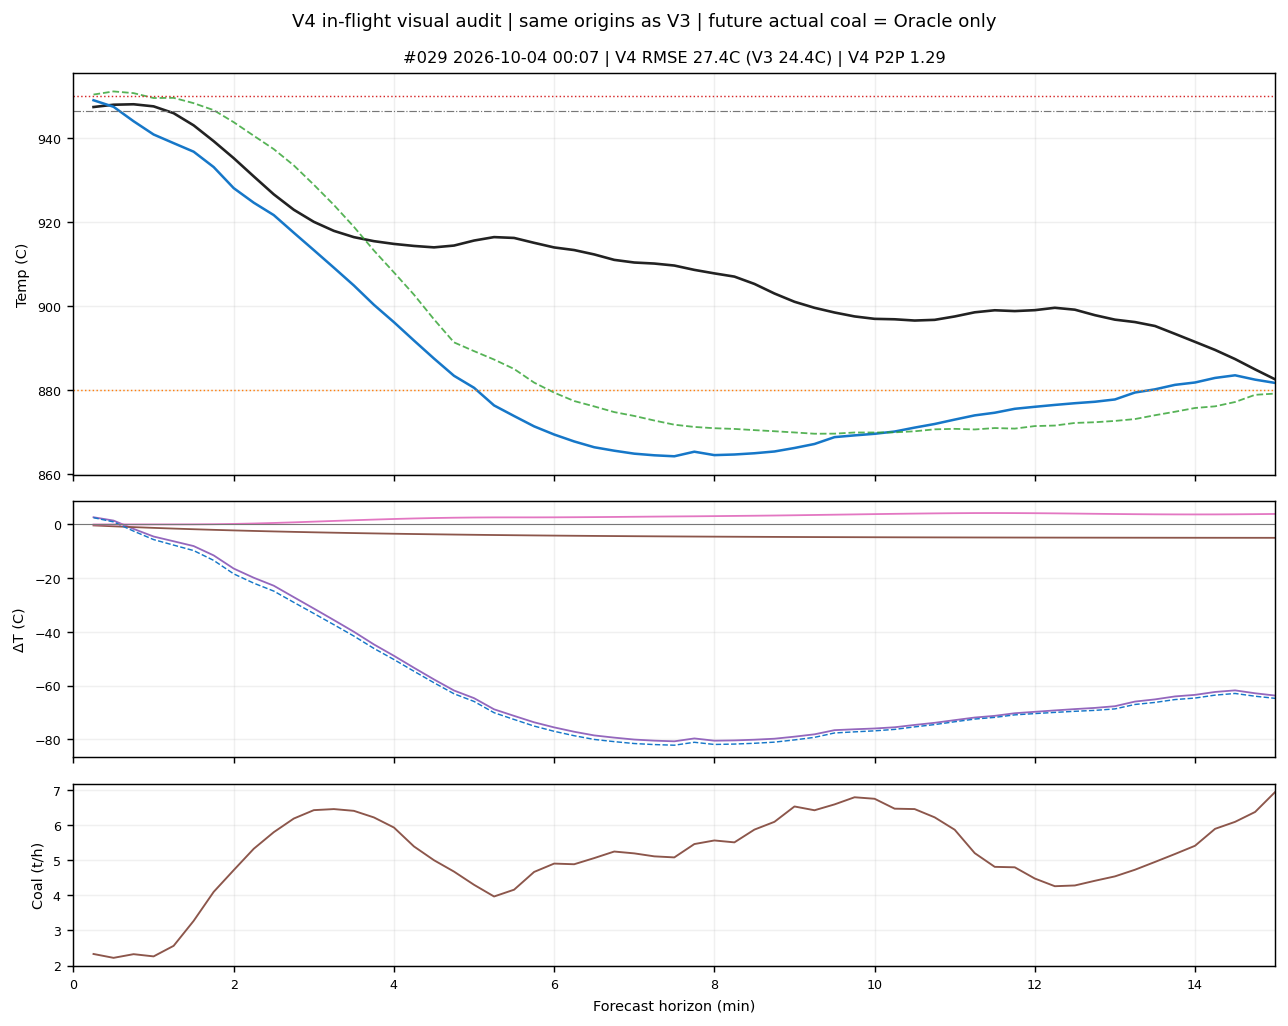 V4 in-flight visual audit | same origins as V3 | future actual coal = Oracle only
#029 2026-10-04 00:07 | V4 RMSE 27.4C (V3 24.4C) | V4 P2P 1.29
940
920
900
880
860
Temp (C)
0
−20
−40
−60
−80
ΔT (C)
7
6
5
4
3
2
Coal (t/h)
0 2 4 6 8 10 12 14
Forecast horizon (min)